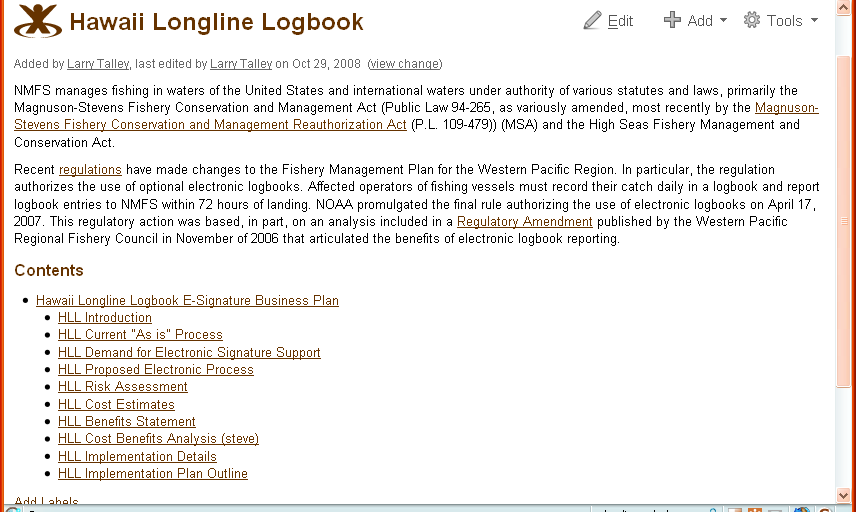 Hawaii Longline Logbook
Edit Add Tools
Added by Larry Talley, last edited by Larry Talley on Oct 29, 2008 (view change)
NMFS manages fishing in waters of the United States and international waters under authority of various statutes and laws, primarily the
Magnuson-Stevens Fishery Conservation and Management Act (Public Law 94-265, as variously amended, most recently by the Magnuson-
Stevens Fishery Conservation and Management Reauthorization Act (P.L. 109-479)) (MSA) and the High Seas Fishery Management and
Conservation Act.
Recent regulations have made changes to the Fishery Management Plan for the Western Pacific Region. In particular, the regulation
authorizes the use of optional electronic logbooks. Affected operators of fishing vessels must record their catch daily in a logbook and report
logbook entries to NMFS within 72 hours of landing. NOAA promulgated the final rule authorizing the use of electronic logbooks on April 17,
2007. This regulatory action was based, in part, on an analysis included in a Regulatory Amendment published by the Western Pacific
Regional Fishery Council in November of 2006 that articulated the benefits of electronic logbook reporting.
Contents
Hawaii Longline Logbook E-Signature Business Plan
HLL Introduction
HLL Current "As is" Process
HLL Demand for Electronic Signature Support
HLL Proposed Electronic Process
HLL Risk Assessment
HLL Cost Estimates
HLL Benefits Statement
HLL Cost Benefits Analysis (steve)
HLL Implementation Details
HLL Implementation Plan Outline
Add Labels